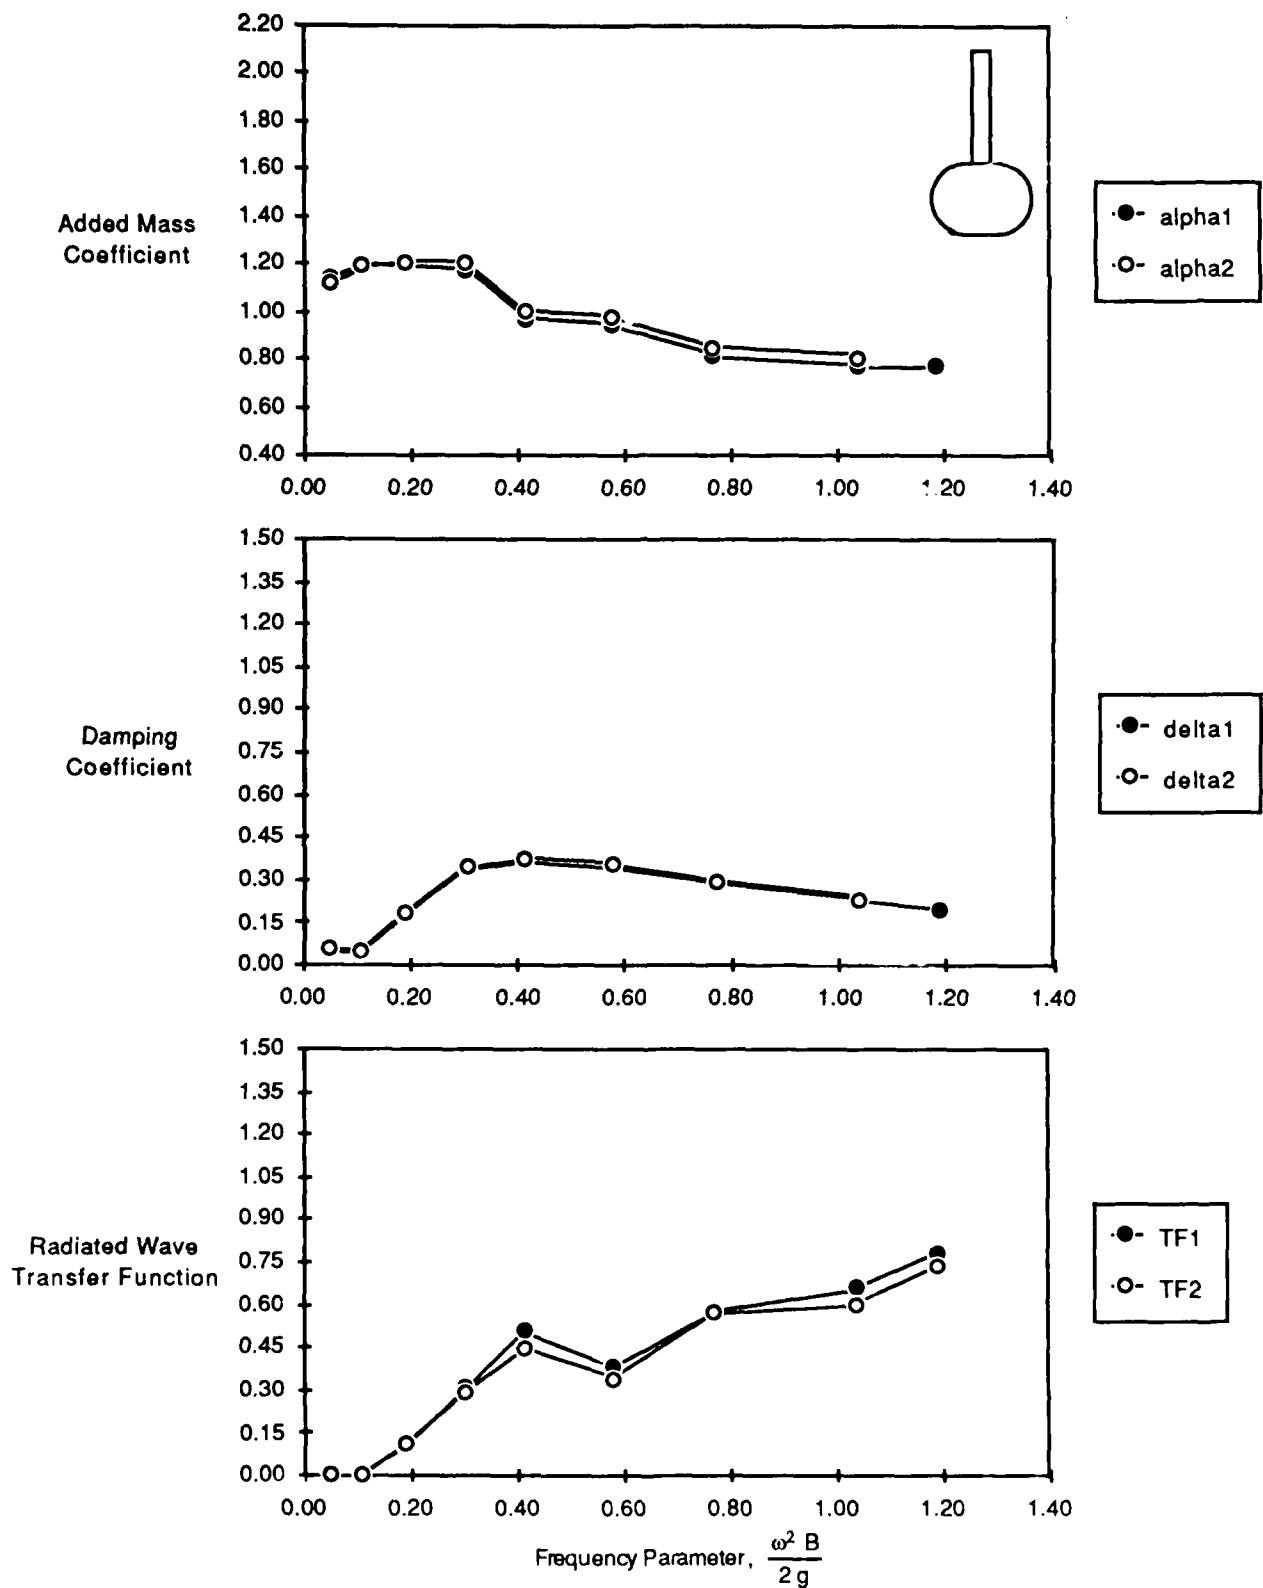 2.20
2.00
1.80
1.60
1.40
1.20
1.00
0.80
0.60
0.40
Added Mass
Coefficient
0.00 0.20 0.40 0.60 0.80 1.00 1.20 1.40
alpha1
alpha2
1.50
1.35
1.20
1.05
0.90
0.75
0.60
0.45
0.30
0.15
0.00
Damping
Coefficient
0.00 0.20 0.40 0.60 0.80 1.00 1.20 1.40
delta1
delta2
1.50
1.35
1.20
1.05
0.90
0.75
0.60
0.45
0.30
0.15
0.00
Radiated Wave
Transfer Function
0.00 0.20 0.40 0.60 0.80 1.00 1.20 1.40
TF1
TF2
Frequency Parameter, ω² B
2 g